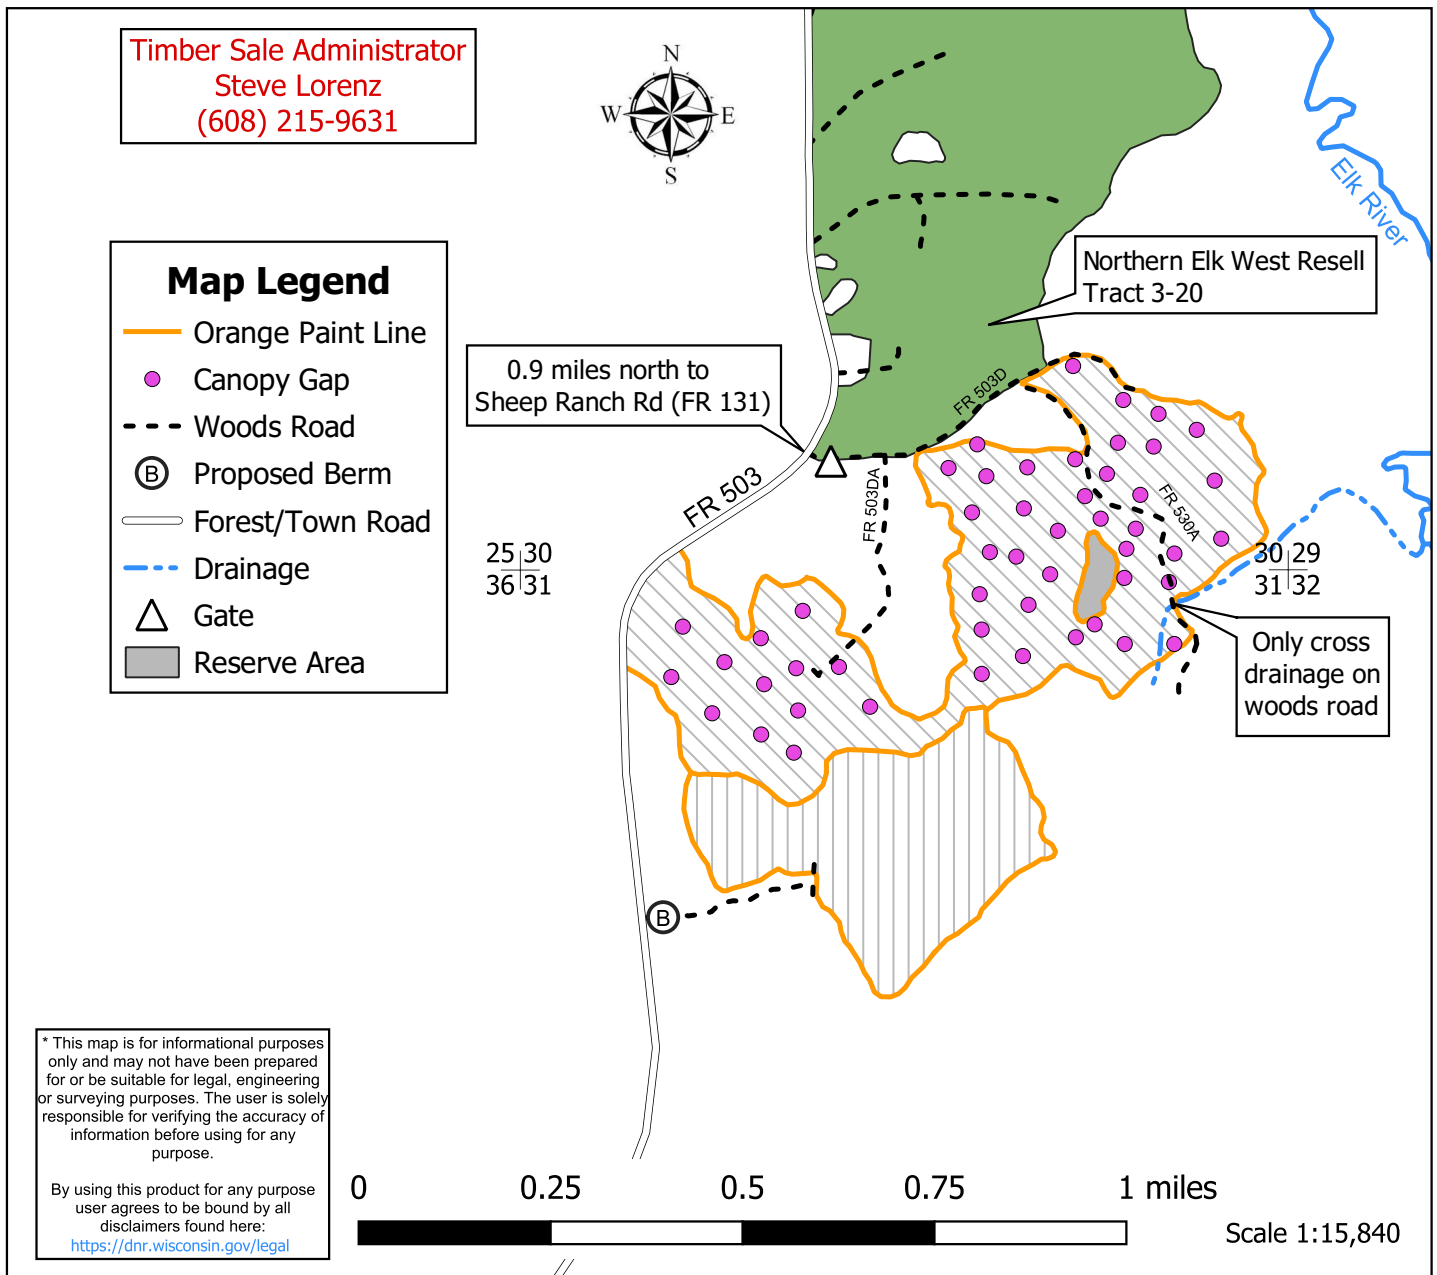 Timber Sale Administrator
Steve Lorenz
(608) 215-9631
N
W
E
S
Elk River
Northern Elk West Resell
Tract 3-20
Map Legend
Orange Paint Line
Canopy Gap
Woods Road
B
Proposed Berm
Forest/Town Road
Drainage
Gate
Reserve Area
0.9 miles north to
Sheep Ranch Rd (FR 131)
FR 503D
FR 503
FR 503DA
FR 530A
25 30
36 31
30 29
31 32
Only cross
drainage on
woods road
B
* This map is for informational purposes
only and may not have been prepared
for or be suitable for legal, engineering
or surveying purposes. The user is solely
responsible for verifying the accuracy of
information before using for any
purpose.
By using this product for any purpose
user agrees to be bound by all
disclaimers found here:
https://dnr.wisconsin.gov/legal
0 0.25 0.5 0.75 1 miles
Scale 1:15,840